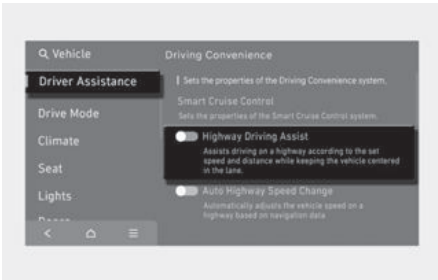 Vehicle
Driving Convenience
Driver Assistance
Sets the properties of the Driving Convenience system.
Smart Cruise Control
Sets the properties of the Smart Cruise Control system.
Drive Mode
Highway Driving Assist
Assists driving on a highway according to the set
speed and distance while keeping the vehicle centered
in the lane.
Climate
Seat
Auto Highway Speed Change
Automatically adjusts the vehicle speed on a
highway based on navigation data
Lights